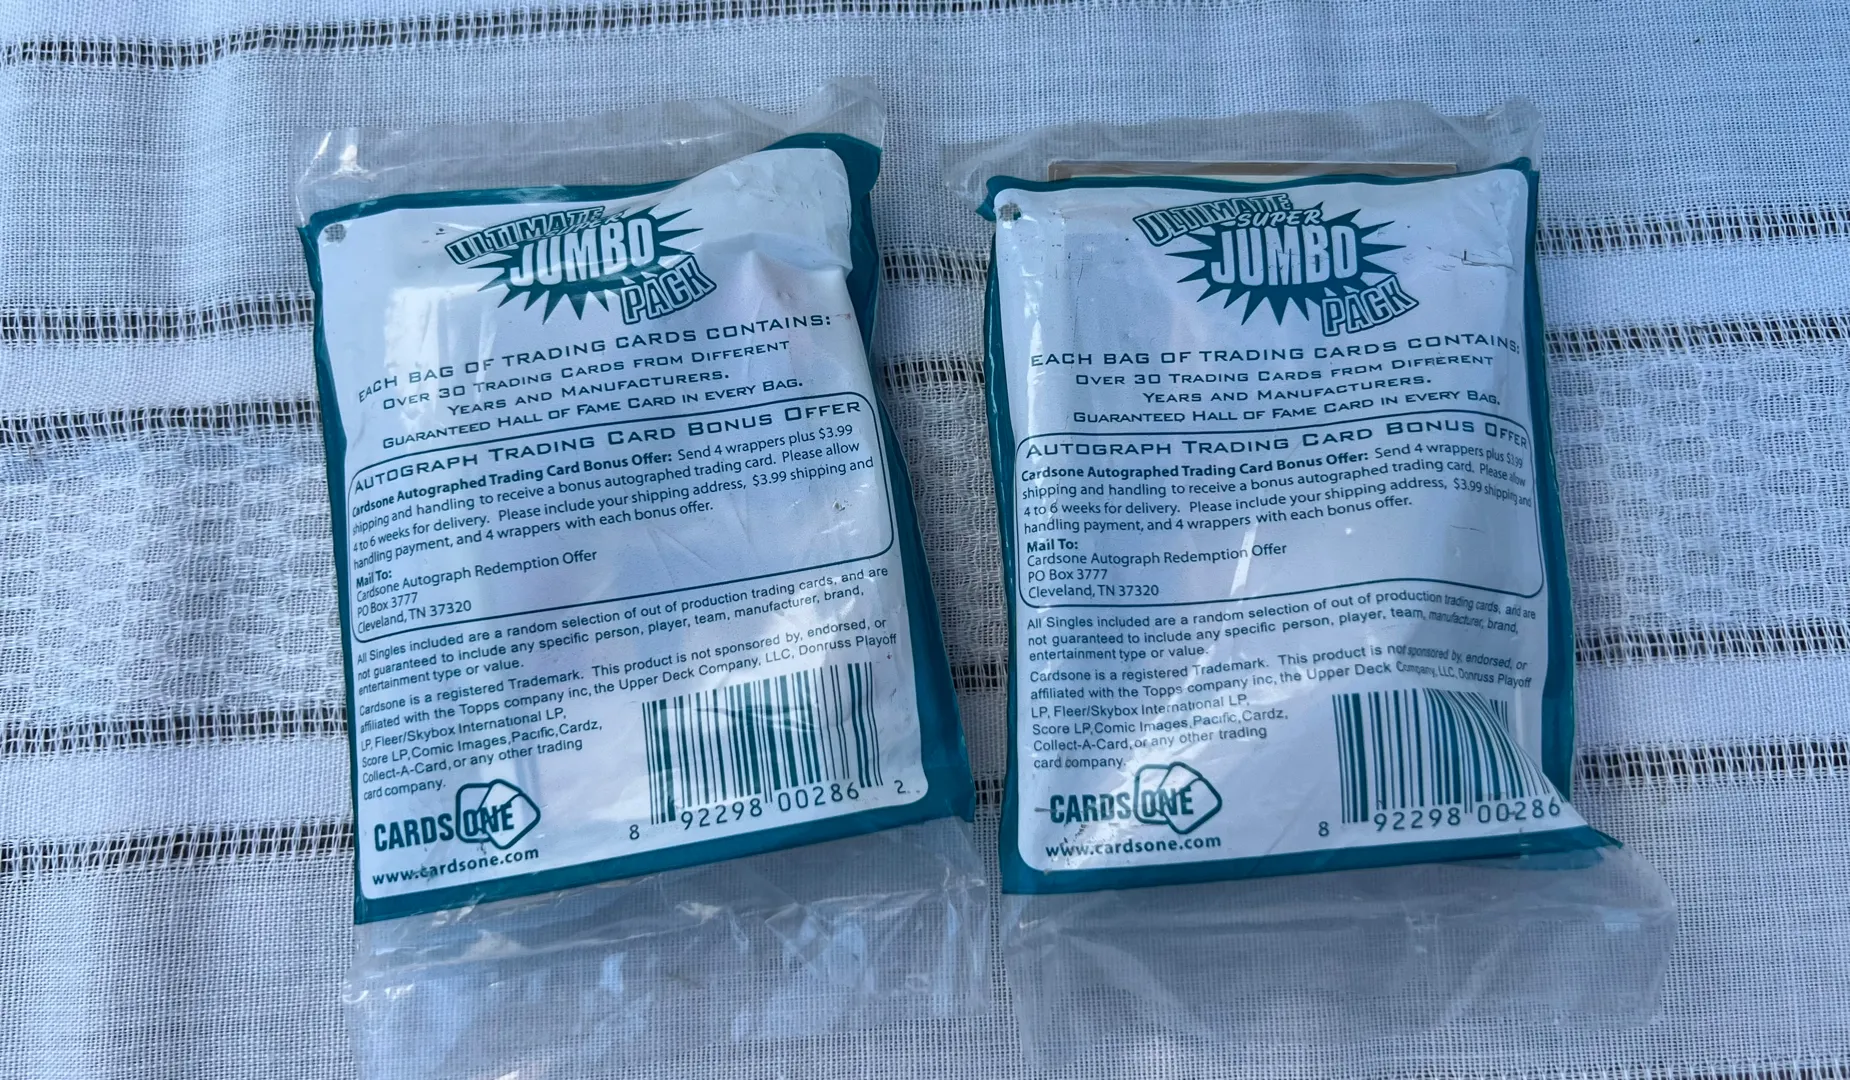 ULTIMATE
SUPER
JUMBO
PACK
EACH BAG OF TRADING CARDS CONTAINS:
OVER 30 TRADING CARDS FROM DIFFERENT
YEARS AND MANUFACTURERS.
GUARANTEED HALL OF FAME CARD IN EVERY BAG.
AUTOGRAPH TRADING CARD BONUS OFFER
Cardsone Autographed Trading Card Bonus Offer: Send 4 wrappers plus $3.99
shipping and handling to receive a bonus autographed trading card. Please allow
4 to 6 weeks for delivery. Please include your shipping address, $3.99 shipping and
handling payment, and 4 wrappers with each bonus offer.
Mail To:
Cardsone Autograph Redemption Offer
PO Box 3777
Cleveland, TN 37320
All Singles included are a random selection of out of production trading cards, and are
not guaranteed to include any specific person, player, team, manufacturer, brand,
entertainment type or value.
Cardsone is a registered Trademark. This product is not sponsored by, endorsed, or
affiliated with the Topps company inc, the Upper Deck Company, LLC, Donruss Playoff
LP, Fleer/Skybox International LP,
Score LP, Comic Images, Pacific, Cardz,
Collect-A-Card, or any other trading
card company.
CARDSONE
www.cardsone.com
8 92298 00286 2
ULTIMATE
SUPER
JUMBO
PACK
EACH BAG OF TRADING CARDS CONTAINS:
OVER 30 TRADING CARDS FROM DIFFERENT
YEARS AND MANUFACTURERS.
GUARANTEED HALL OF FAME CARD IN EVERY BAG.
AUTOGRAPH TRADING CARD BONUS OFFER
Cardsone Autographed Trading Card Bonus Offer: Send 4 wrappers plus $3.99
shipping and handling to receive a bonus autographed trading card. Please allow
4 to 6 weeks for delivery. Please include your shipping address, $3.99 shipping and
handling payment, and 4 wrappers with each bonus offer.
Mail To:
Cardsone Autograph Redemption Offer
PO Box 3777
Cleveland, TN 37320
All Singles included are a random selection of out of production trading cards, and are
not guaranteed to include any specific person, player, team, manufacturer, brand,
entertainment type or value.
Cardsone is a registered Trademark. This product is not sponsored by, endorsed, or
affiliated with the Topps company inc, the Upper Deck Company, LLC, Donruss Playoff
LP, Fleer/Skybox International LP,
Score LP, Comic Images, Pacific, Cardz,
Collect-A-Card, or any other trading
card company.
CARDSONE
www.cardsone.com
8 92298 00286